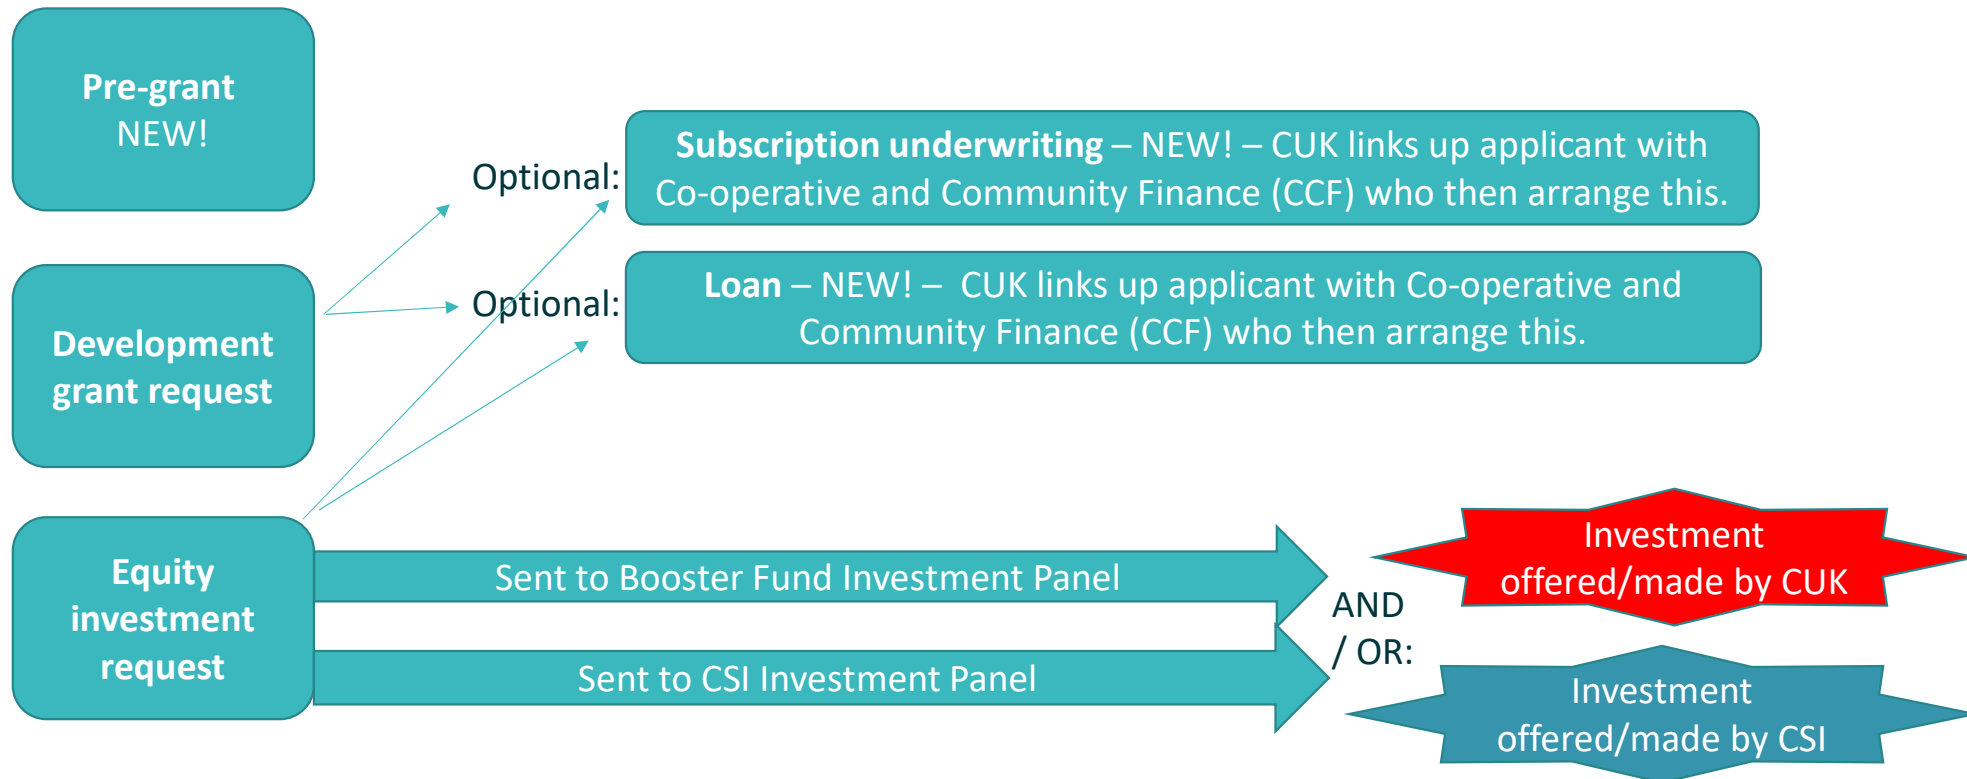 Pre-grant
NEW!
Optional:
Subscription underwriting – NEW! – CUK links up applicant with
Co-operative and Community Finance (CCF) who then arrange this.
Development
grant request
Optional:
Loan – NEW! – CUK links up applicant with Co-operative and
Community Finance (CCF) who then arrange this.
Equity
investment
request
Sent to Booster Fund Investment Panel
Sent to CSI Investment Panel
AND
/ OR:
Investment
offered/made by CUK
Investment
offered/made by CSI